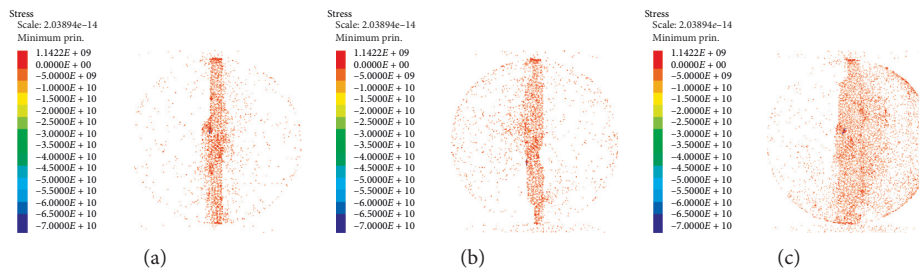 Stress
Scale: 2.03894e–14
Minimum prin.
1.1422E + 09
0.0000E + 00
–5.0000E + 09
–1.0000E + 10
–1.5000E + 10
–2.0000E + 10
–2.5000E + 10
–3.0000E + 10
–3.5000E + 10
–4.0000E + 10
–4.5000E + 10
–5.0000E + 10
–5.5000E + 10
–6.0000E + 10
–6.5000E + 10
–7.0000E + 10
(a)
Stress
Scale: 2.03894e–14
Minimum prin.
1.1422E + 09
0.0000E + 00
–5.0000E + 09
–1.0000E + 10
–1.5000E + 10
–2.0000E + 10
–2.5000E + 10
–3.0000E + 10
–3.5000E + 10
–4.0000E + 10
–4.5000E + 10
–5.0000E + 10
–5.5000E + 10
–6.0000E + 10
–6.5000E + 10
–7.0000E + 10
(b)
Stress
Scale: 2.03894e–14
Minimum prin.
1.1422E + 09
0.0000E + 00
–5.0000E + 09
–1.0000E + 10
–1.5000E + 10
–2.0000E + 10
–2.5000E + 10
–3.0000E + 10
–3.5000E + 10
–4.0000E + 10
–4.5000E + 10
–5.0000E + 10
–5.5000E + 10
–6.0000E + 10
–6.5000E + 10
–7.0000E + 10
(c)